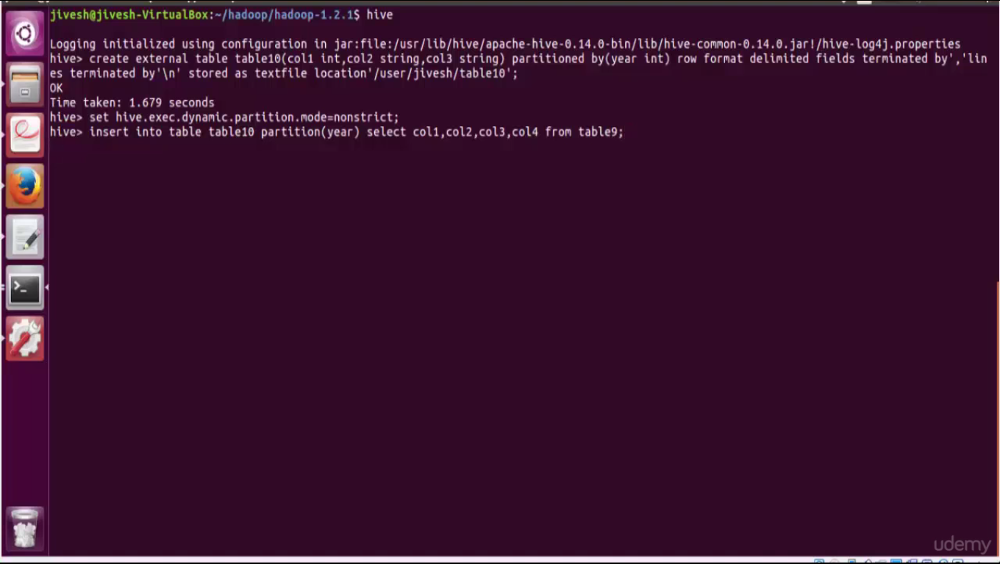 jivesh@jivesh-VirtualBox:~/hadoop/hadoop-1.2.1$ hive
Logging initialized using configuration in jar:file:/usr/lib/hive/apache-hive-0.14.0-bin/lib/hive-common-0.14.0.jar!/hive-log4j.properties
hive> create external table table10(col1 int,col2 string,col3 string) partitioned by(year int) row format delimited fields terminated by','lin
es terminated by'\n' stored as textfile location'/user/jivesh/table10';
OK
Time taken: 1.679 seconds
hive> set hive.exec.dynamic.partition.mode=nonstrict;
hive> insert into table table10 partition(year) select col1,col2,col3,col4 from table9;
udemy